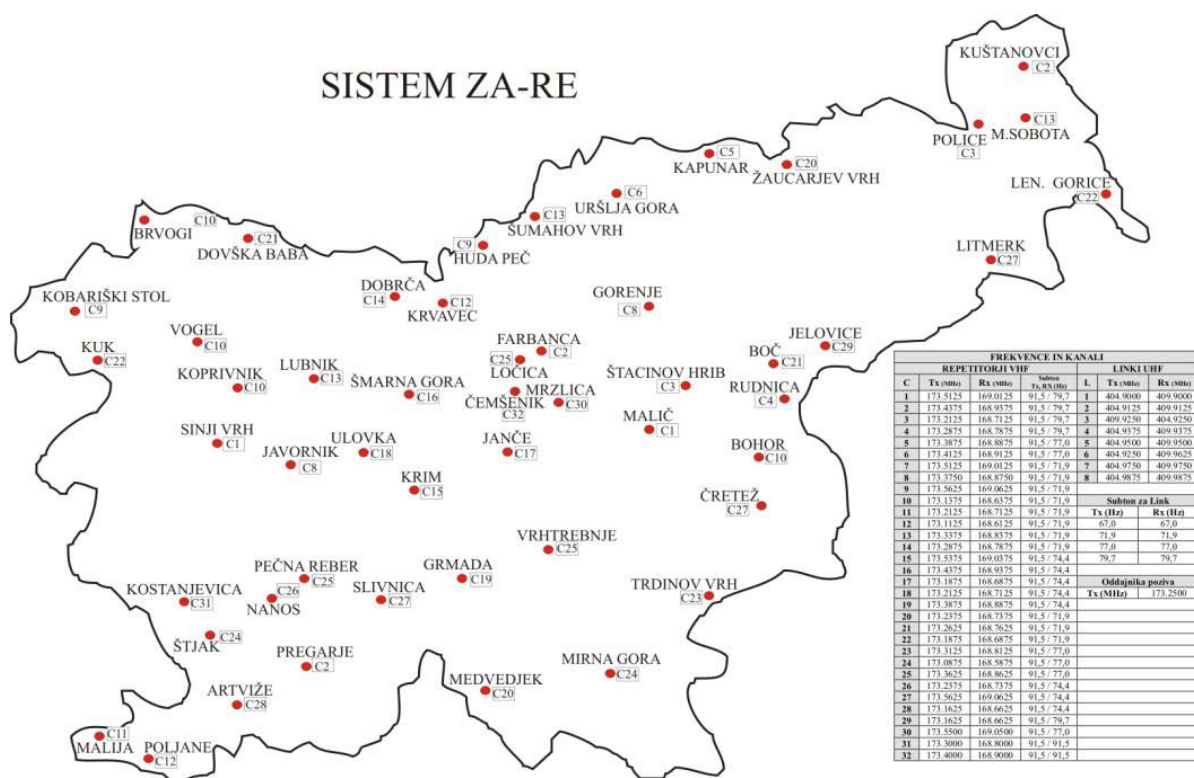 SISTEM ZA-RE
KUŠTANOVCI
C2
C13
M.SOBOTA
POLICE
C3
C5
KAPUNAR
C20
ŽAUCARJEV VRH
LEN. GORICE
C22
C6
URŠLJA GORA
C13
ŠUMAHOV VRH
C9
HUDA PEČ
C10
BRVOGI
C21
DOVŠKA BABA
LITMERK
C27
KOBARIŠKI STOL
C9
DOBRČA
C14
C12
KRVAVEC
GORENJE
C8
VOGEL
C10
KUK
C22
FARBANCA
C2
C25
LOČICA
JELOVICE
C29
BOČ
C21
LUBNIK
C13
KOPRIVNIK
C10
ŠMARNA GORA
C16
MRZLICA
C30
ČEMŠENIK
C32
ŠTACINOV HRIB
C3
RUDNICA
C4
MALIČ
C1
SINJI VRH
C1
JAVORNIK
C8
ULOVKA
C18
JANČE
C17
BOHOR
C10
KRIM
C15
ČRETEŽ
C27
VRHTREBNJE
C25
PEČNA REBER
C25
C26
NANOS
GRMADA
C19
SLIVNICA
C27
KOSTANJEVICA
C31
TRDINOV VRH
C23
C24
ŠTJAK
PREGARJE
C2
MIRNA GORA
C24
MEDVEDJEK
C20
ARTVIŽE
C28
C11
MALIJA
POLJANE
C12
FREKVENCE IN KANALI
REPETITORJI VHF LINKI UHF
C Tx (MHz) Rx (MHz) Subton Tx, RX (Hz) L Tx (MHz) Rx (MHz)
1 173.5125 169.0125 91,5 / 79,7 1 404.9000 409.9000
2 173.4375 168.9375 91,5 / 79,7 2 404.9125 409.9125
3 173.2125 168.7125 91,5 / 79,7 3 409.9250 404.9250
4 173.2875 168.7875 91,5 / 79,7 4 404.9375 409.9375
5 173.3875 168.8875 91,5 / 77,0 5 404.9500 409.9500
6 173.4125 168.9125 91,5 / 77,0 6 404.9250 409.9625
7 173.5125 169.0125 91,5 / 71,9 7 404.9750 409.9750
8 173.3750 168.8750 91,5 / 71,9 8 404.9875 409.9875
9 173.5625 169.0625 91,5 / 71,9
10 173.1375 168.6375 91,5 / 71,9 Subton za Link
11 173.2125 168.7125 91,5 / 71,9 Tx (Hz) Rx (Hz)
12 173.1125 168.6125 91,5 / 71,9 67,0 67,0
13 173.3375 168.8375 91,5 / 71,9 71,9 71,9
14 173.2875 168.7875 91,5 / 71,9 77,0 77,0
15 173.5375 169.0375 91,5 / 74,4 79,7 79,7
16 173.4375 168.9375 91,5 / 74,4
17 173.1875 168.6875 91,5 / 74,4 Oddajnika poziva
18 173.2125 168.7125 91,5 / 74,4 Tx (MHz) 173.2500
19 173.3875 168.8875 91,5 / 74,4
20 173.2375 168.7375 91,5 / 71,9
21 173.2625 168.7625 91,5 / 71,9
22 173.1875 168.6875 91,5 / 71,9
23 173.3125 168.8125 91,5 / 77,0
24 173.0875 168.5875 91,5 / 77,0
25 173.3625 168.8625 91,5 / 77,0
26 173.2375 168.7375 91,5 / 74,4
27 173.5625 169.0625 91,5 / 74,4
28 173.1625 168.6625 91,5 / 74,4
29 173.1625 168.6625 91,5 / 79,7
30 173.5500 169.0500 91,5 / 77,0
31 173.3000 168.8000 91,5 / 91,5
32 173.4000 168.9000 91,5 / 91,5